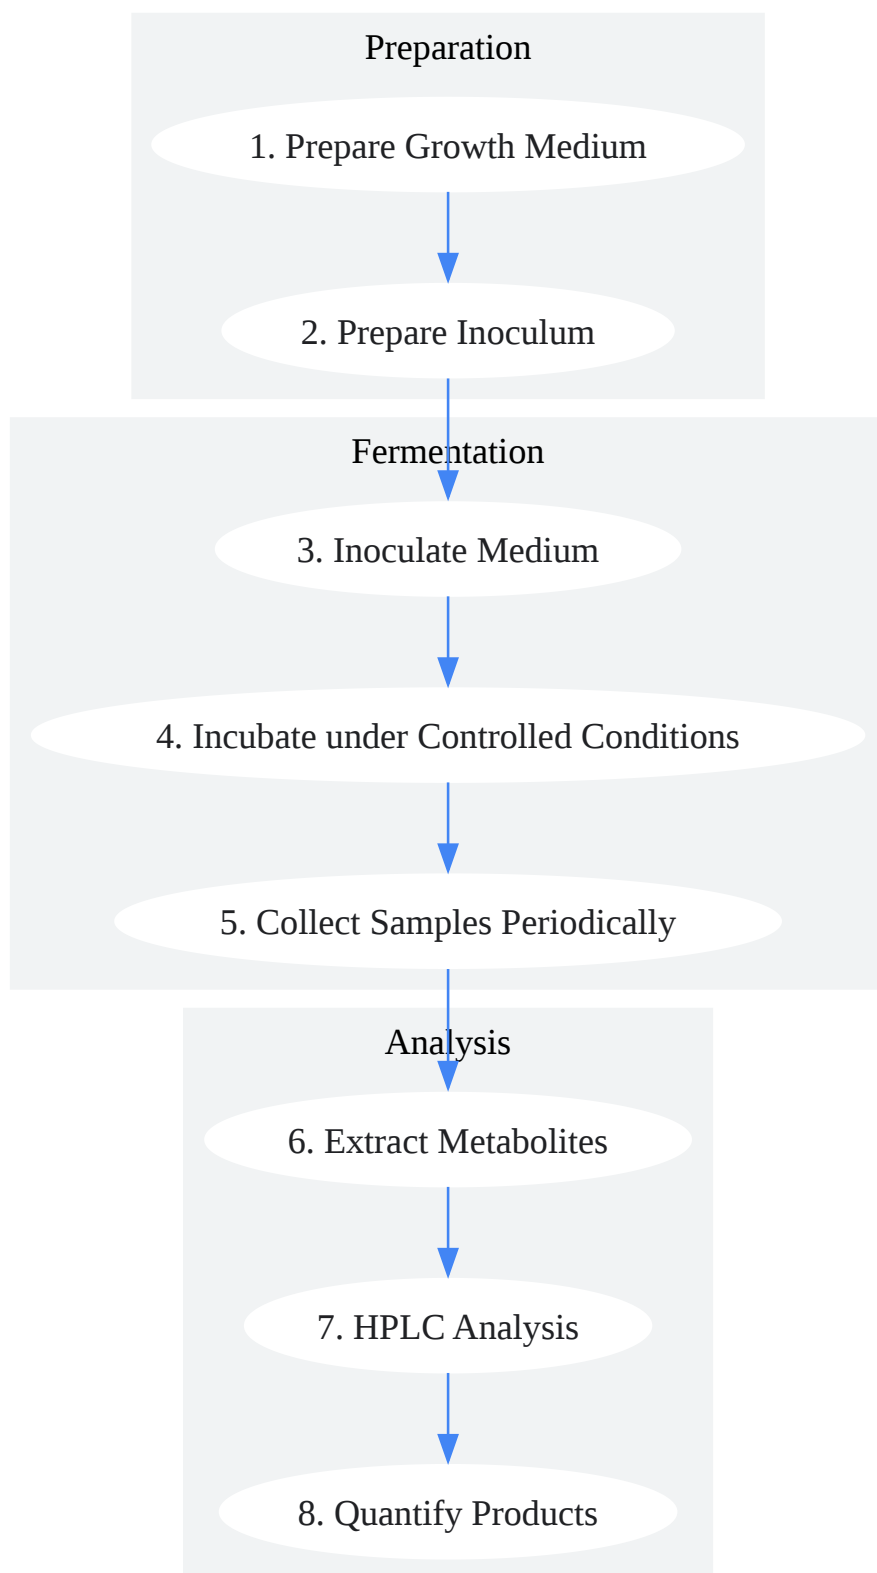 Preparation
1. Prepare Growth Medium
2. Prepare Inoculum
Fermentation
3. Inoculate Medium
4. Incubate under Controlled Conditions
5. Collect Samples Periodically
Analysis
6. Extract Metabolites
7. HPLC Analysis
8. Quantify Products